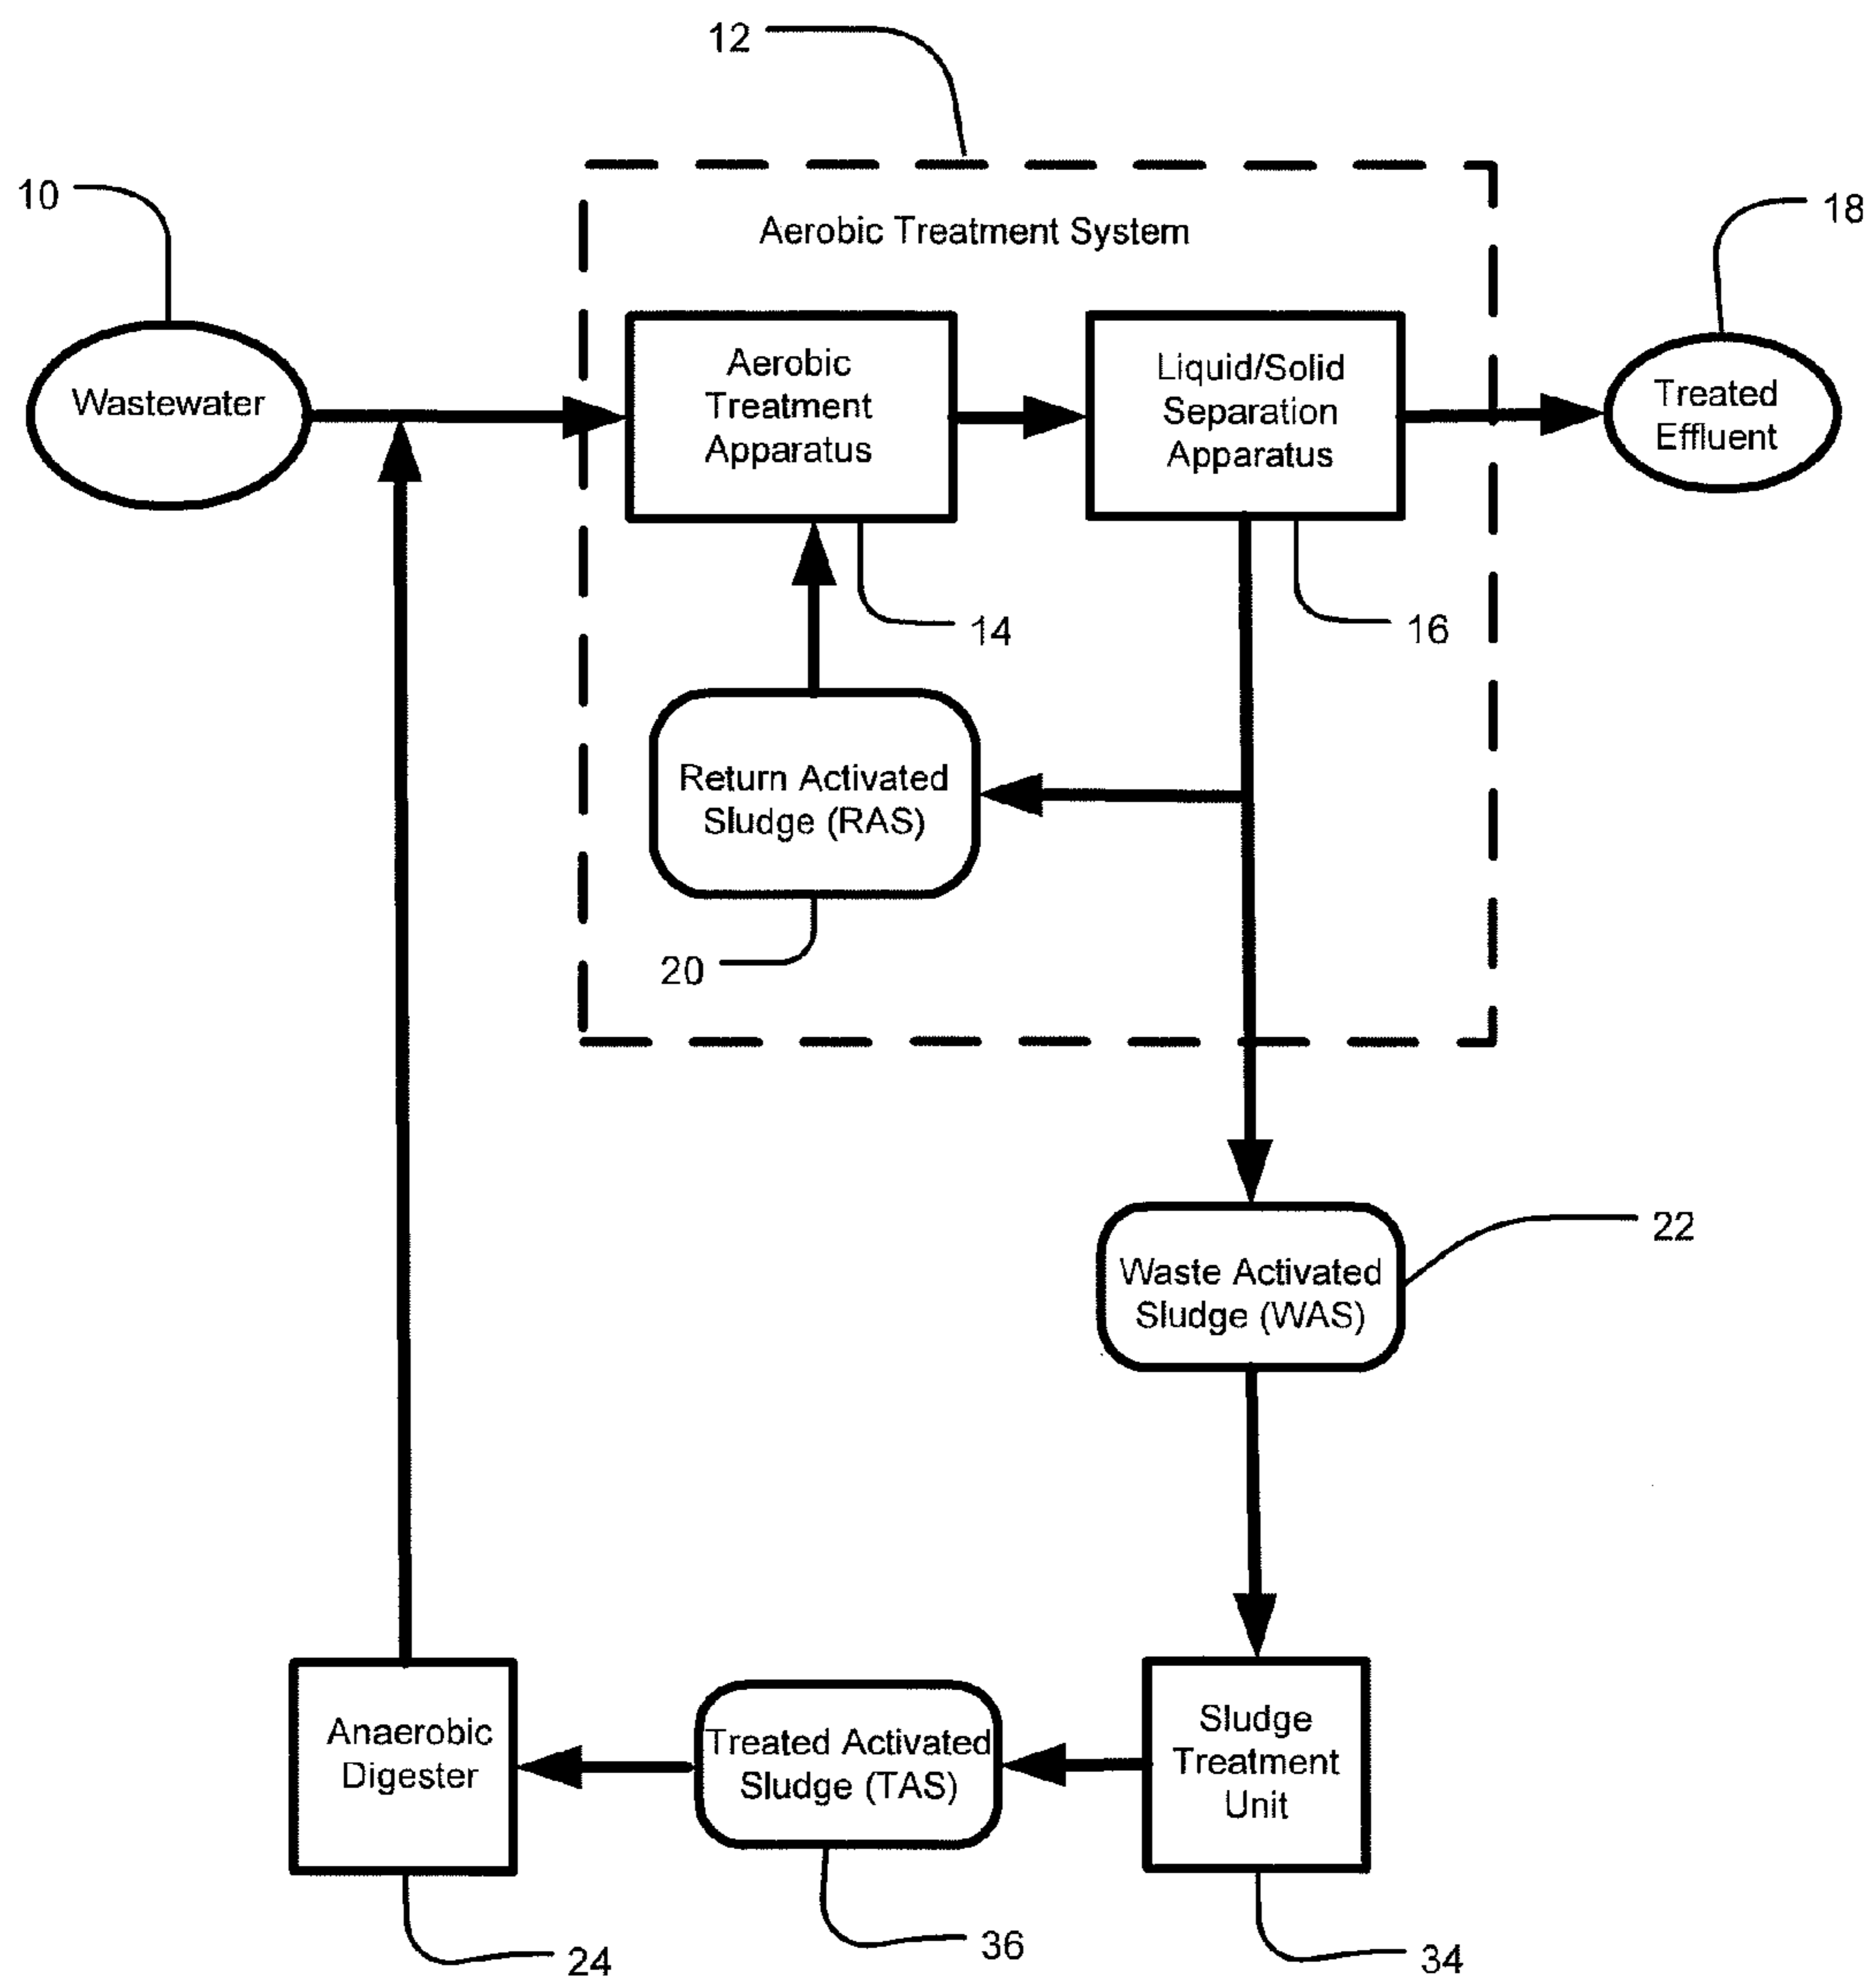 12
10
18
Aerobic Treatment System
Wastewater
Aerobic
Treatment
Apparatus
Liquid/Solid
Separation
Apparatus
Treated
Effluent
14
16
Return Activated
Sludge (RAS)
20
Waste Activated
Sludge (WAS)
22
Anaerobic
Digester
Treated Activated
Sludge (TAS)
Sludge
Treatment
Unit
24
36
34